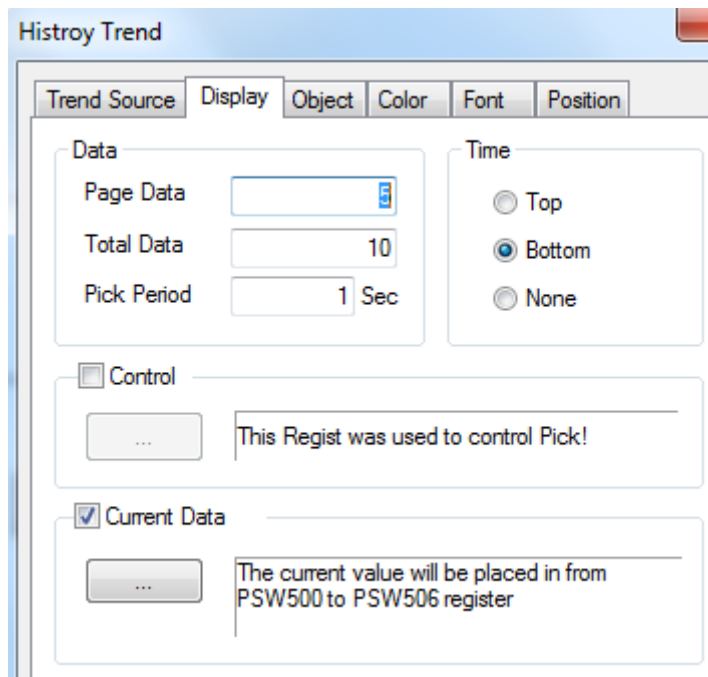 Histroy Trend
Trend Source Display Object Color Font Position
Data
Page Data 5
Total Data 10
Pick Period 1 Sec
Time
Top
Bottom
None
Control
... This Regist was used to control Pick!
Current Data
... The current value will be placed in from
PSW500 to PSW506 register